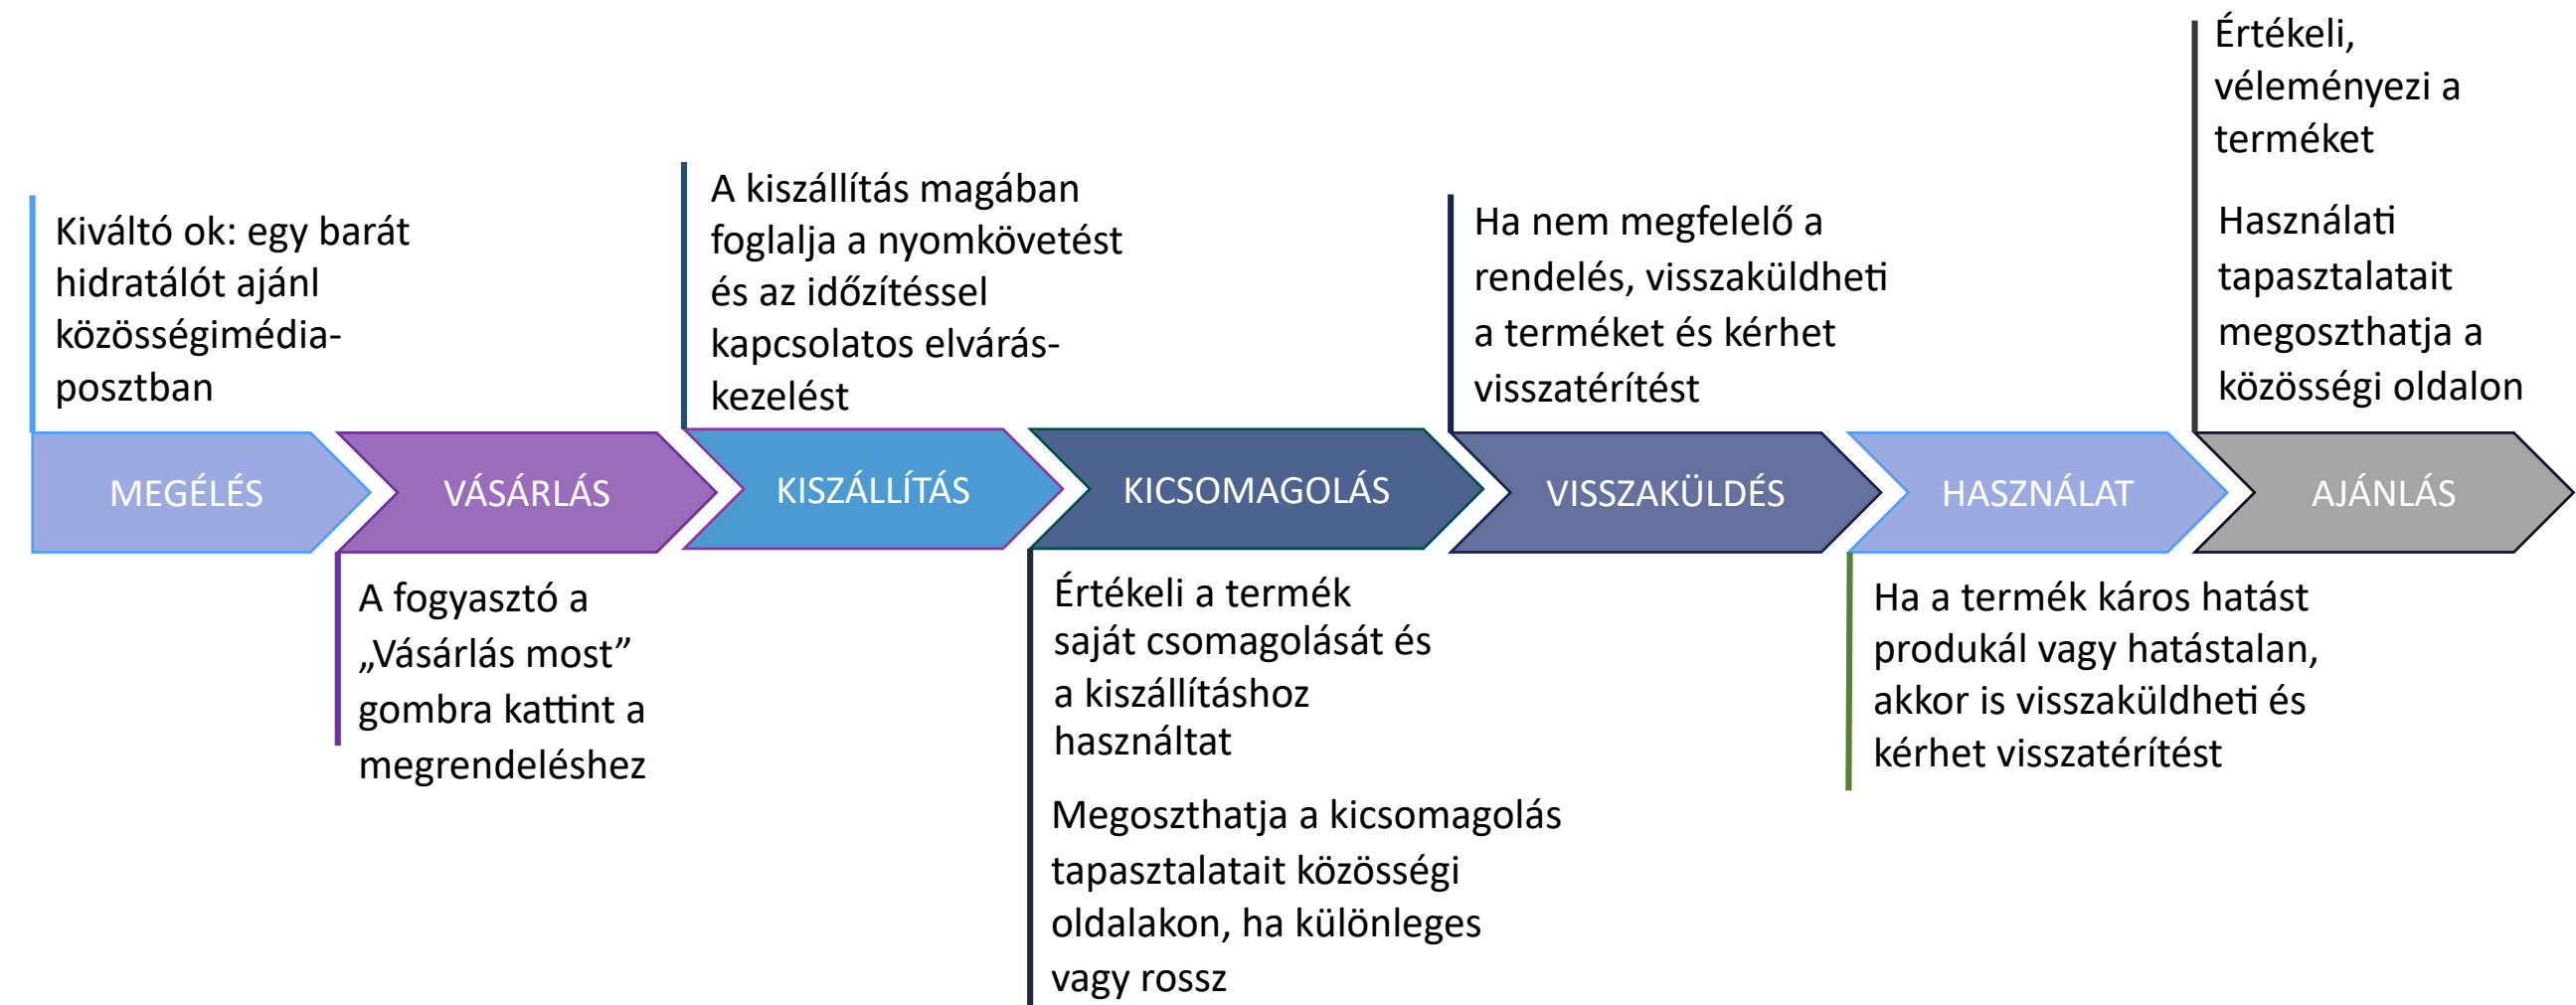 Kiváltó ok: egy barát
hidratálót ajánl
közösségimédia-
posztban
MEGÉLÉS
A fogyasztó a
„Vásárlás most”
gombra kattint a
megrendeléshez
VÁSÁRLÁS
A kiszállítás magában
foglalja a nyomkövetést
és az időzítéssel
kapcsolatos elvárás-
kezelést
KISZÁLLÍTÁS
KICSOMAGOLÁS
Értékeli a termék
saját csomagolását és
a kiszállításhoz
használtat
Megoszthatja a kicsomagolás
tapasztalatait közösségi
oldalakon, ha különleges
vagy rossz
Ha nem megfelelő a
rendelés, visszaküldheti
a terméket és kérhet
visszatérítést
VISSZAKÜLDÉS
HASZNÁLAT
Ha a termék káros hatást
produkál vagy hatástalan,
akkor is visszaküldheti és
kérhet visszatérítést
Értékeli,
véleményezi a
terméket
Használati
tapasztalatait
megoszthatja a
közösségi oldalon
AJÁNLÁS